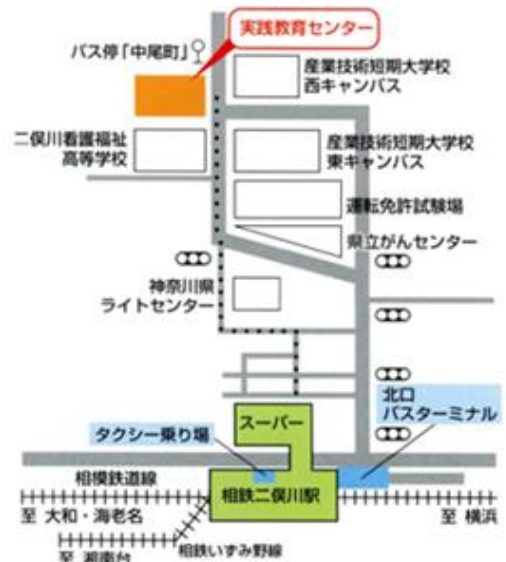 実践教育センター
バス停「中尾町」
産業技術短期大学校
西キャンパス
二俣川看護福祉
高等学校
産業技術短期大学校
東キャンパス
運転免許試験場
県立がんセンター
神奈川県
ライトセンター
北口
バスターミナル
スーパー
タクシー乗り場
相模鉄道線
相鉄二俣川駅
至 大和・海老名
至 横浜
至 湘南台
相鉄いずみ野線